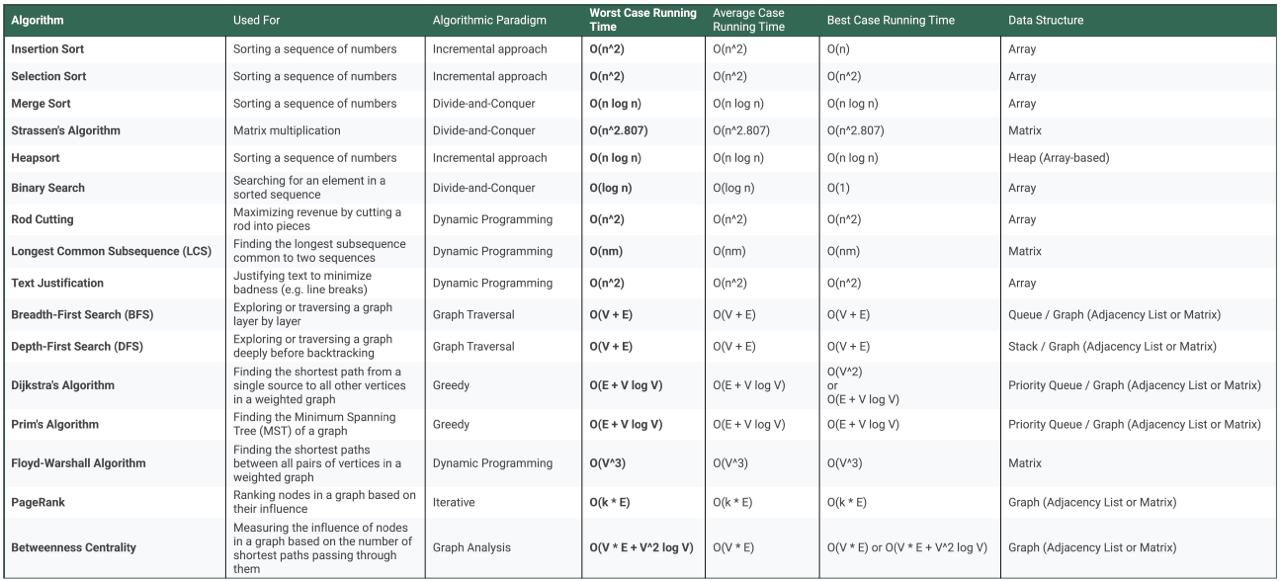 Algorithm Used For Algorithmic Paradigm Worst Case Running Time Average Case Running Time Best Case Running Time Data Structure
Insertion Sort Sorting a sequence of numbers Incremental approach O(n^2) O(n^2) O(n) Array
Selection Sort Sorting a sequence of numbers Incremental approach O(n^2) O(n^2) O(n^2) Array
Merge Sort Sorting a sequence of numbers Divide-and-Conquer O(n log n) O(n log n) O(n log n) Array
Strassen's Algorithm Matrix multiplication Divide-and-Conquer O(n^2.807) O(n^2.807) O(n^2.807) Matrix
Heapsort Sorting a sequence of numbers Incremental approach O(n log n) O(n log n) O(n log n) Heap (Array-based)
Binary Search Searching for an element in a sorted sequence Divide-and-Conquer O(log n) O(log n) O(1) Array
Rod Cutting Maximizing revenue by cutting a rod into pieces Dynamic Programming O(n^2) O(n^2) O(n^2) Array
Longest Common Subsequence (LCS) Finding the longest subsequence common to two sequences Dynamic Programming O(nm) O(nm) O(nm) Matrix
Text Justification Justifying text to minimize badness (e.g. line breaks) Dynamic Programming O(n^2) O(n^2) O(n^2) Array
Breadth-First Search (BFS) Exploring or traversing a graph layer by layer Graph Traversal O(V + E) O(V + E) O(V + E) Queue / Graph (Adjacency List or Matrix)
Depth-First Search (DFS) Exploring or traversing a graph deeply before backtracking Graph Traversal O(V + E) O(V + E) O(V + E) Stack / Graph (Adjacency List or Matrix)
Dijkstra's Algorithm Finding the shortest path from a single source to all other vertices in a weighted graph Greedy O(E + V log V) O(E + V log V) O(V^2) or O(E + V log V) Priority Queue / Graph (Adjacency List or Matrix)
Prim's Algorithm Finding the Minimum Spanning Tree (MST) of a graph Greedy O(E + V log V) O(E + V log V) O(E + V log V) Priority Queue / Graph (Adjacency List or Matrix)
Floyd-Warshall Algorithm Finding the shortest paths between all pairs of vertices in a weighted graph Dynamic Programming O(V^3) O(V^3) O(V^3) Matrix
PageRank Ranking nodes in a graph based on their influence Iterative O(k * E) O(k * E) O(k * E) Graph (Adjacency List or Matrix)
Betweenness Centrality Measuring the influence of nodes in a graph based on the number of shortest paths passing through them Graph Analysis O(V * E + V^2 log V) O(V * E) O(V * E) or O(V * E + V^2 log V) Graph (Adjacency List or Matrix)